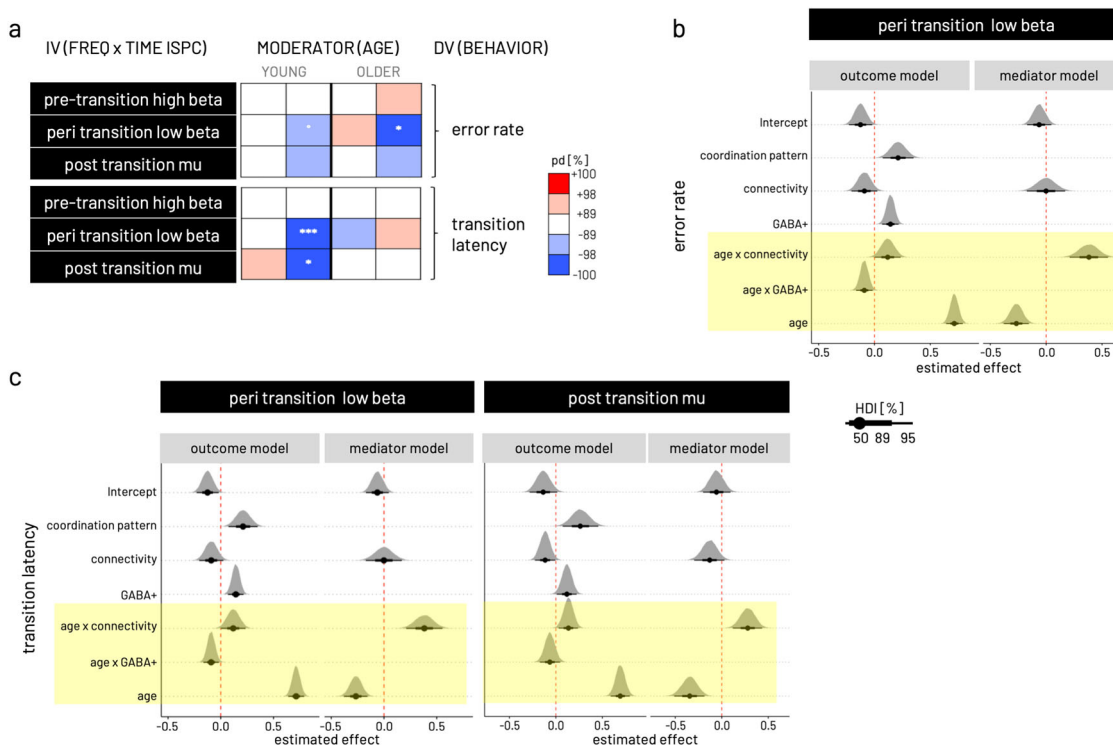 a
IV (FREQ x TIME ISPC)
MODERATOR (AGE)
DV (BEHAVIOR)
YOUNG
OLDER
pre-transition high beta
peri transition low beta
*
*
error rate
post transition mu
pre-transition high beta
peri transition low beta
***
transition
latency
post transition mu
*
pd [%]
+100
+98
+89
-89
-98
-100
b
peri transition low beta
outcome model
mediator model
error rate
Intercept
coordination pattern
connectivity
GABA+
age x connectivity
age x GABA+
age
-0.5
0.0
0.5
-0.5
0.0
0.5
estimated effect
estimated effect
HDI [%]
50 89 95
c
peri transition low beta
post transition mu
outcome model
mediator model
outcome model
mediator model
transition latency
Intercept
coordination pattern
connectivity
GABA+
age x connectivity
age x GABA+
age
-0.5
0.0
0.5
-0.5
0.0
0.5
-0.5
0.0
0.5
-0.5
0.0
0.5
estimated effect
estimated effect